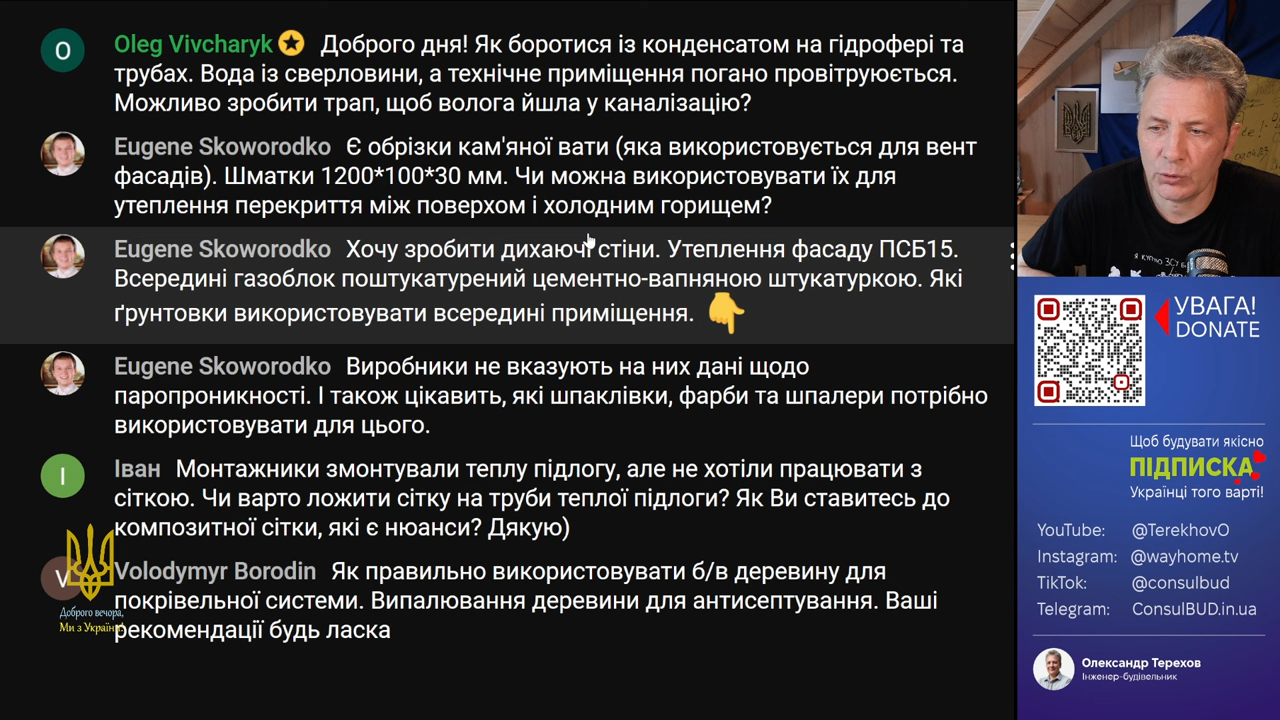 Oleg Vivcharyk Доброго дня! Як боротися із конденсатом на гідрофері та
трубах. Вода із сверловини, а технічне приміщення погано провітрюється.
Можливо зробити трап, щоб волога йшла у каналізацію?
Eugene Skoworodko Є обрізки кам'яної вати (яка використовується для вент
фасадів). Шматки 1200*100*30 мм. Чи можна використовувати їх для
утеплення перекриття між поверхом і холодним горищем?
Eugene Skoworodko Хочу зробити дихаючі стіни. Утеплення фасаду ПСБ15.
Всередині газоблок поштукатурений цементно-вапняною штукатуркою. Які
ґрунтовки використовувати всередині приміщення.
Eugene Skoworodko Виробники не вказують на них дані щодо
паропроникності. І також цікавить, які шпаклівки, фарби та шпалери потрібно
використовувати для цього.
Іван Монтажники змонтували теплу підлогу, але не хотіли працювати з
сіткою. Чи варто ложити сітку на труби теплої підлоги? Як Ви ставитесь до
композитної сітки, які є нюанси? Дякую)
Volodymyr Borodin Як правильно використовувати б/в деревину для
покрівельної системи. Випалювання деревини для антисептування. Ваші
рекомендації будь ласка
O
I
V
Доброго вечора,
Ми з України!
УВАГА!
DONATE
Щоб будувати якісно
ПІДПИСКА
Українці того варті!
YouTube: @TerekhovO
Instagram: @wayhome.tv
TikTok: @consulbud
Telegram: ConsulBUD.in.ua
Олександр Терехов
Інженер-будівельник